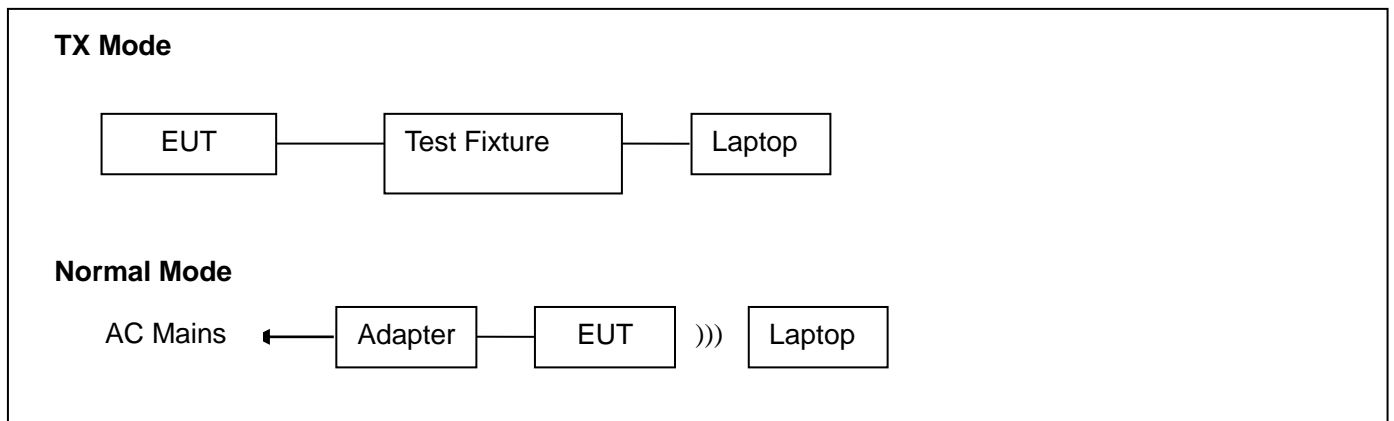 TX Mode
EUT Test Fixture Laptop
Normal Mode
AC Mains Adapter EUT ))) Laptop